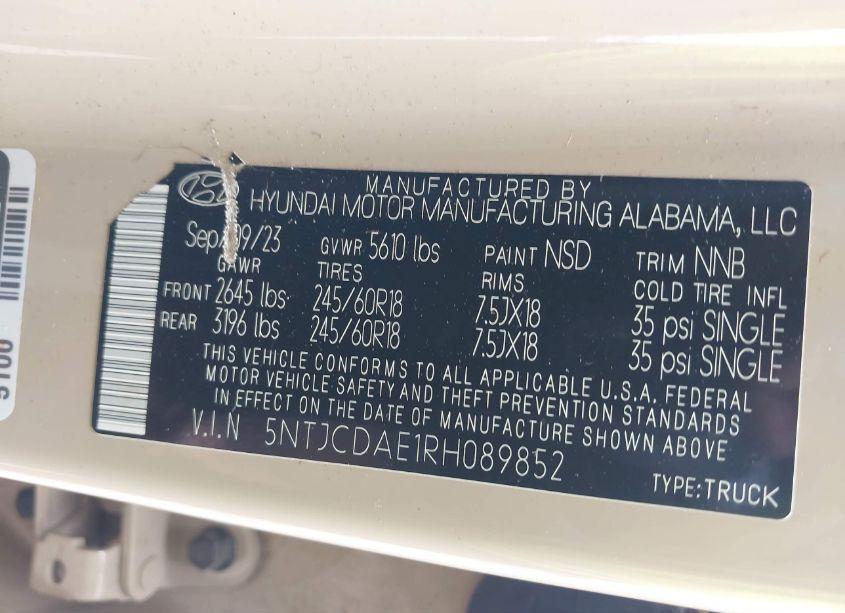 MANUFACTURED BY
HYUNDAI MOTOR MANUFACTURING ALABAMA, LLC
Sep/09/23 GVWR 5610 lbs PAINT NSD TRIM NNB
GAWR TIRES RIMS COLD TIRE INFL
FRONT 2645 lbs 245/60R18 7.5JX18 35 psi SINGLE
REAR 3196 lbs 245/60R18 7.5JX18 35 psi SINGLE
THIS VEHICLE CONFORMS TO ALL APPLICABLE U.S.A. FEDERAL
MOTOR VEHICLE SAFETY AND THEFT PREVENTION STANDARDS
IN EFFECT ON THE DATE OF MANUFACTURE SHOWN ABOVE
V.I.N 5NTJCDAE1RH089852
TYPE:TRUCK